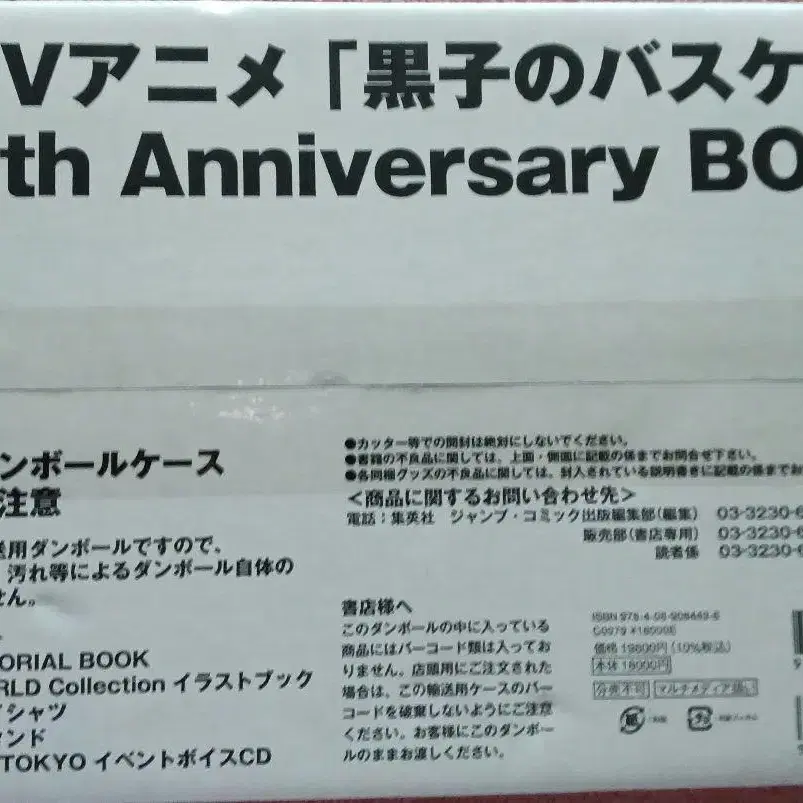 Vアニメ「黒子のバスケ
th Anniversary BO
ンボールケース
注意
送用ダンボールですので、
汚れ等によるダンボール自体の
せん。
ORIAL BOOK
RLD Collection イラストブック
シャツ
ンド
TOKYO イベントボイスCD
●カッター等での開封は絶対にしないでください。
●書籍の不良品に関しては、上面・側面に記載の係までお問合せ下さい。
●各同梱グッズの不良品に関しては、封入されている説明書きに記載の係までお
<商品に関するお問い合わせ先>
電話：集英社 ジャンプ・コミック出版編集部(編集) 03-3230-6
販売部(書店専用) 03-3230-6
読者係 03-3230-6
書店様へ
このダンボールの中に入っている
商品にはバーコード類は入ってお
りません。店頭用にご注文された
場合は、この輸送用ケースのバー
コードを破棄しないようにご注意
ください。お客様にこのダンボー
ルのままお渡しください。
ISBN 978-4-08-908449-6
C0979 ¥18000E
価格 19800円 (10%税込)
本体 18000円
分売不可 マルチメディア扱い
紙 プラ